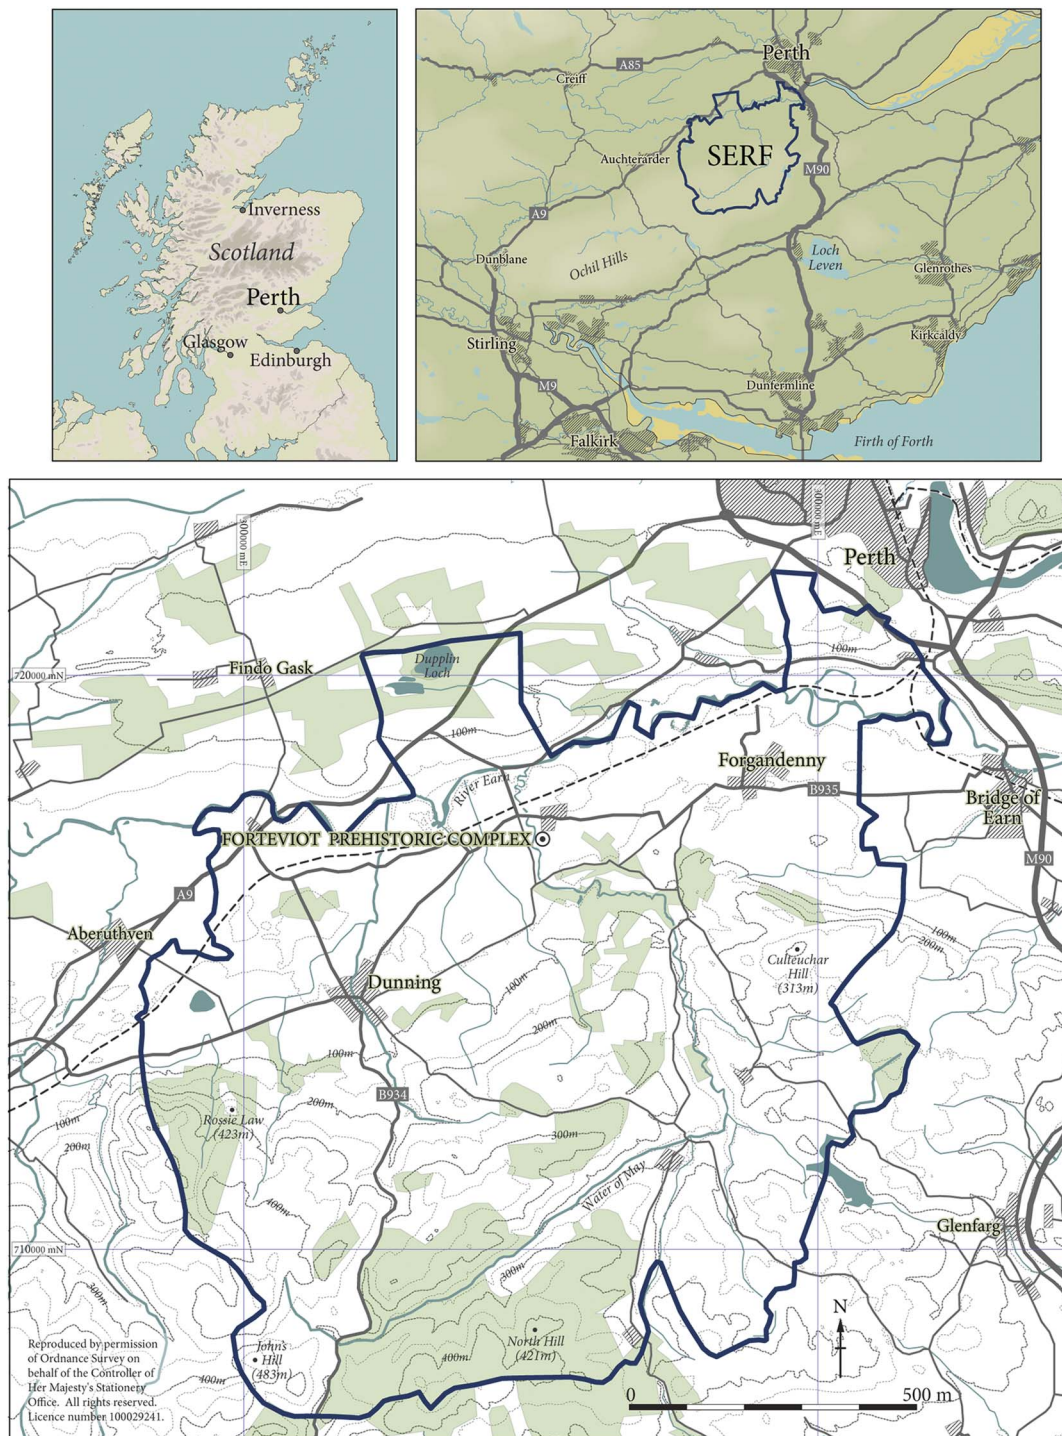 Inverness
Scotland
Perth
Glasgow
Edinburgh
Perth
A85
Creiff
Auchterarder
SERF
M90
A9
Dunblane
Ochil Hills
Loch
Leven
Glenrothes
Stirling
Kirkcaldy
M9
Dunfermline
Falkirk
Firth of Forth
Perth
100m
Dupplin
Loch
Findo Gask
720000 mN
100m
River Earn
Forgandenny
B935
Bridge of
Earn
FORTEVIOT PREHISTORIC COMPLEX
M90
A9
Aberuthven
100m
200m
Culteuchar
Hill
(313m)
Dunning
100m
200m
100m
B934
200m
Rossie Law
(423m)
100m
200m
300m
Water of May
400m
Glenfarg
710000 mN
300m
300m
N
Reproduced by permission
of Ordnance Survey on
behalf of the Controller of
Her Majesty's Stationery
Office. All rights reserved.
Licence number 100029241.
John's
Hill
(483m)
400m
North Hill
(421m)
400m
0 500 m